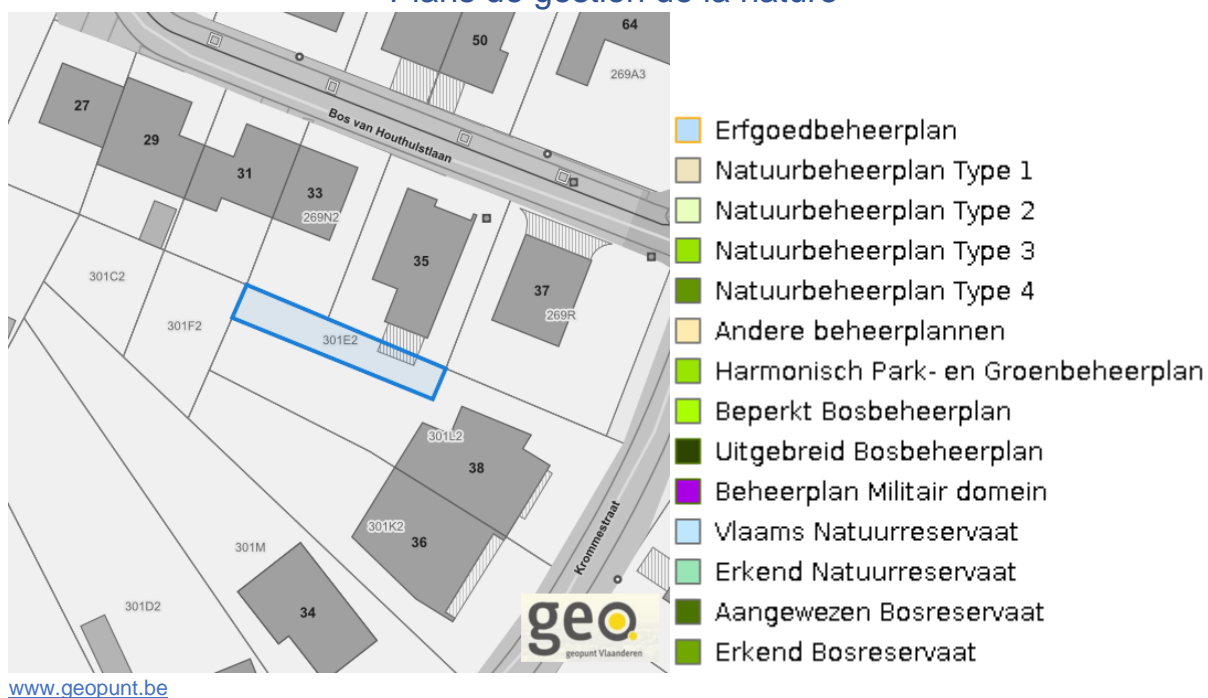 Plans de gestion de la nature
64
50
269A3
27
Bos van Houthulstlaan
29
31
33
269N2
35
301C2
37
269R
301F2
301E2
301L2
38
301K2
36
Krommestraat
301M
301D2
34
geo
geopunt Vlaanderen
Erfgoedbeheerplan
Natuurbeheerplan Type 1
Natuurbeheerplan Type 2
Natuurbeheerplan Type 3
Natuurbeheerplan Type 4
Andere beheerplannen
Harmonisch Park- en Groenbeheerplan
Beperkt Bosbeheerplan
Uitgebreid Bosbeheerplan
Beheerplan Militair domein
Vlaams Natuurreservaat
Erkend Natuurreservaat
Aangewezen Bosreservaat
Erkend Bosreservaat
www.geopunt.be